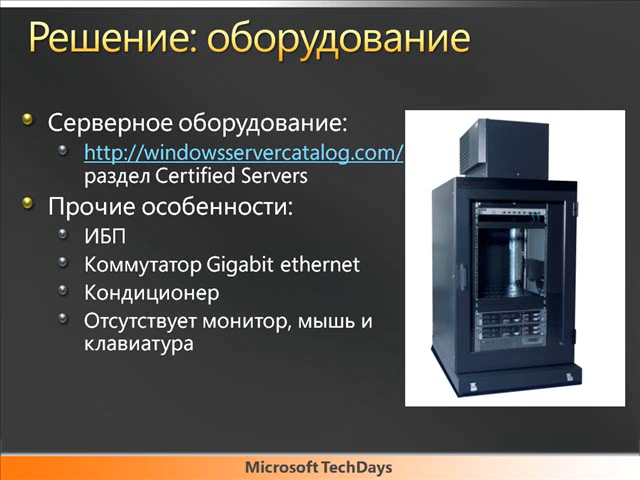 Решение: оборудование
Серверное оборудование:
http://windowsservercatalog.com/
раздел Certified Servers
Прочие особенности:
ИБП
Коммутатор Gigabit ethernet
Кондиционер
Отсутствует монитор, мышь и
клавиатура
Microsoft TechDays